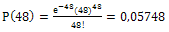 P(48) = e^{-48}(48)^{48} / 48! = 0,05748